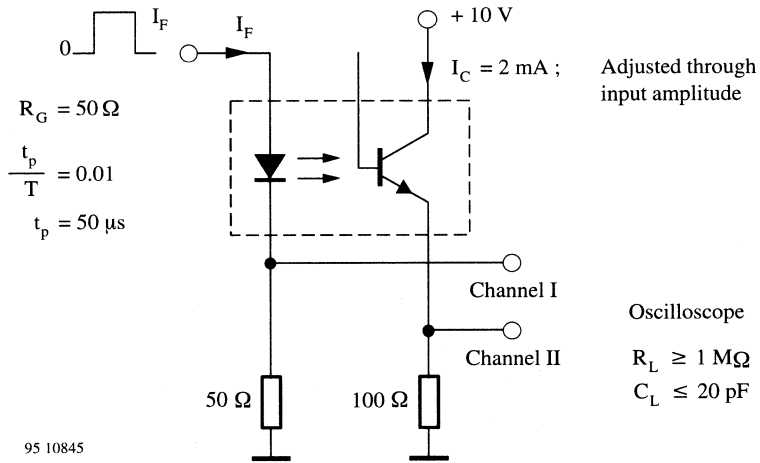 I_F
0
I_F
+ 10 V
I_C = 2 mA ;
Adjusted through
input amplitude
R_G = 50 Ω
t_p
T
= 0.01
t_p = 50 μs
Channel I
Channel II
Oscilloscope
R_L ≥ 1 MΩ
C_L ≤ 20 pF
50 Ω
100 Ω
95 10845